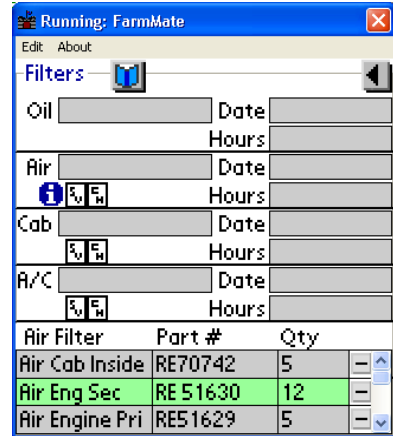 Running: FarmMate
Edit About
Filters
Oil Date
Hours
Air Date
i S/V E/W Hours
Cab Date
S/V E/W Hours
A/C Date
S/V E/W Hours
Air Filter Part # Qty
Air Cab Inside RE70742 5
Air Eng Sec RE 51630 12
Air Engine Pri RE51629 5